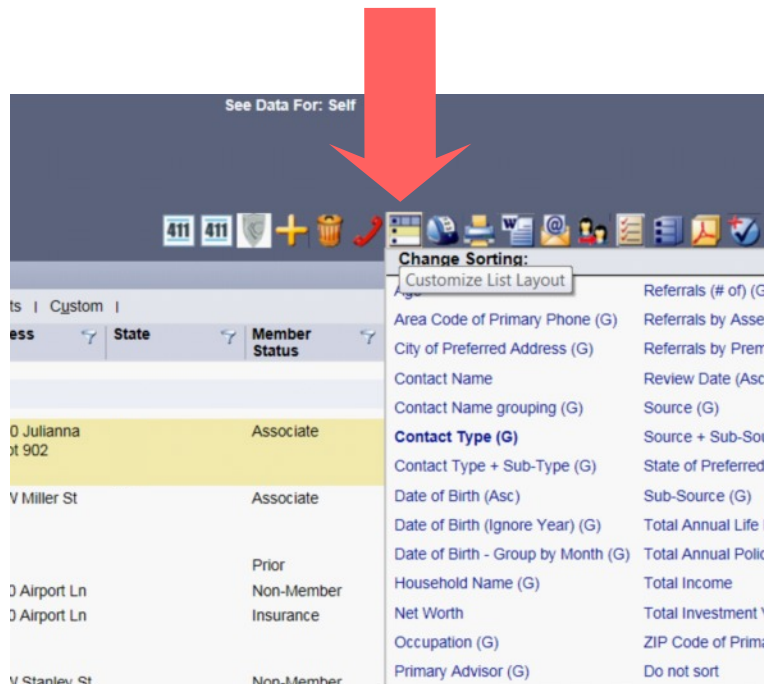 See Data For: Self
411 411
Change Sorting:
Customize List Layout
ts | Custom |
ess State Member Status
0 Julianna
ot 902
Associate
W Miller St Associate
Prior
0 Airport Ln Non-Member
0 Airport Ln Insurance
W Stanley St Non-Member
Area Code of Primary Phone (G)
City of Preferred Address (G)
Contact Name
Contact Name grouping (G)
Contact Type (G)
Contact Type + Sub-Type (G)
Date of Birth (Asc)
Date of Birth (Ignore Year) (G)
Date of Birth - Group by Month (G)
Household Name (G)
Net Worth
Occupation (G)
Primary Advisor (G)
Referrals (# of) (G
Referrals by Asse
Referrals by Prem
Review Date (Asc
Source (G)
Source + Sub-Sou
State of Preferred
Sub-Source (G)
Total Annual Life
Total Annual Polic
Total Income
Total Investment
ZIP Code of Prima
Do not sort